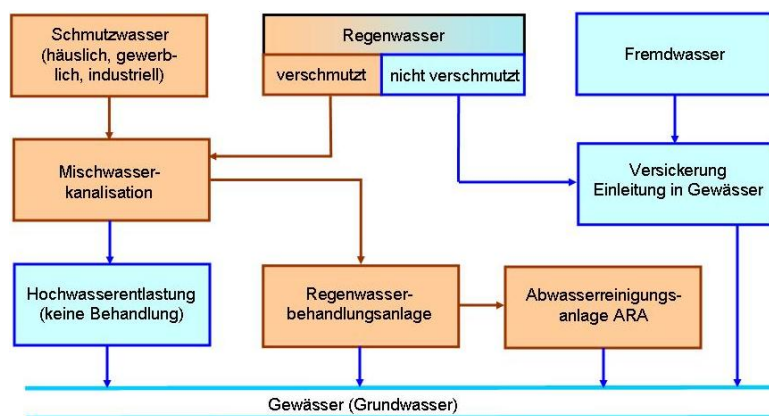 Schmutzwasser
(häuslich, gewerb-
lich, industriell)
Regenwasser
verschmutzt
nicht verschmutzt
Fremdwasser
Mischwasser-
kanalisation
Versickerung
Einleitung in Gewässer
Hochwasserentlastung
(keine Behandlung)
Regenwasser-
behandlungsanlage
Abwasserreinigungs-
anlage ARA
Gewässer (Grundwasser)